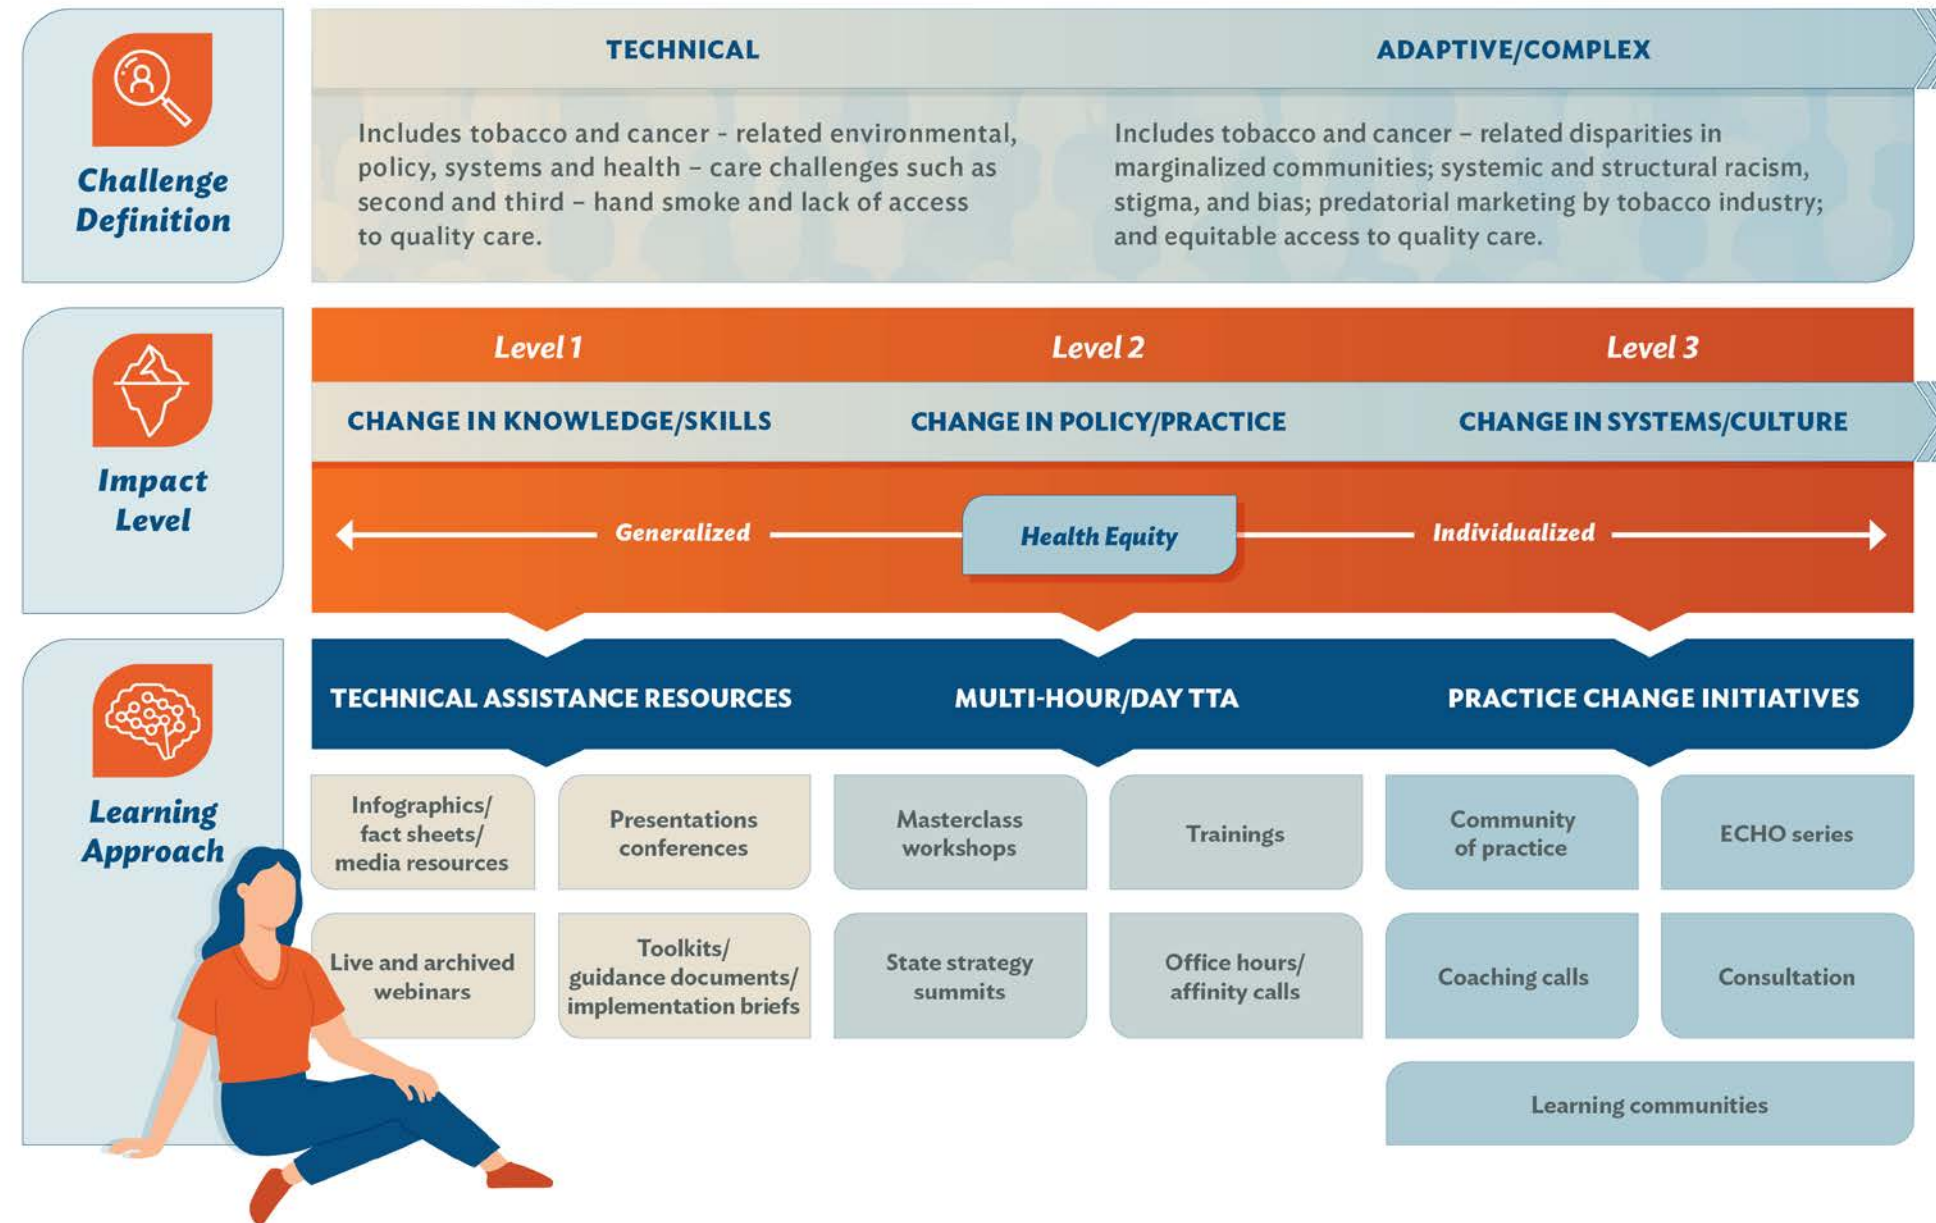 Challenge
Definition
TECHNICAL
ADAPTIVE/COMPLEX
Includes tobacco and cancer - related environmental,
policy, systems and health – care challenges such as
second and third – hand smoke and lack of access
to quality care.
Includes tobacco and cancer – related disparities in
marginalized communities; systemic and structural racism,
stigma, and bias; predatorial marketing by tobacco industry;
and equitable access to quality care.
Impact
Level
Level 1
Level 2
Level 3
CHANGE IN KNOWLEDGE/SKILLS
CHANGE IN POLICY/PRACTICE
CHANGE IN SYSTEMS/CULTURE
Generalized
Health Equity
Individualized
Learning
Approach
TECHNICAL ASSISTANCE RESOURCES
MULTI-HOUR/DAY TTA
PRACTICE CHANGE INITIATIVES
Infographics/
fact sheets/
media resources
Presentations
conferences
Masterclass
workshops
Trainings
Community
of practice
ECHO series
Live and archived
webinars
Toolkits/
guidance documents/
implementation briefs
State strategy
summits
Office hours/
affinity calls
Coaching calls
Consultation
Learning communities